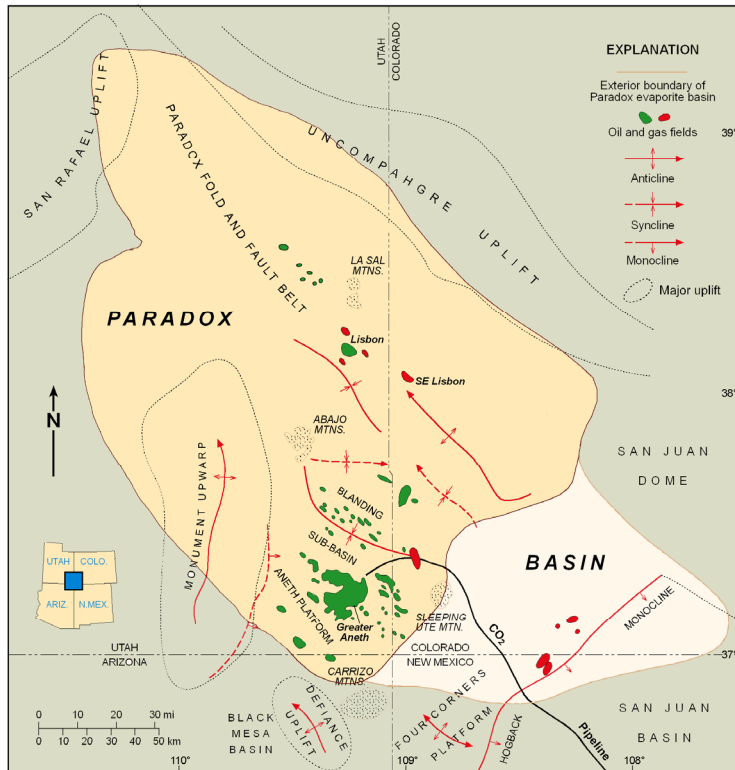 UTAH
COLORADO
EXPLANATION
Exterior boundary of
Paradox evaporite basin
Oil and gas fields
Anticline
Syncline
Monocline
Major uplift
39°
38°
37°
SAN RAFAEL UPLIFT
PARADOX FOLD AND FAULT BELT
UNCOMPAHGRE UPLIFT
LA SAL
MTNS.
PARADOX
Lisbon
SE Lisbon
N
ABAJO
MTNS.
SAN JUAN
DOME
MONUMENT UPWARP
BLANDING
SUB-BASIN
BASIN
UTAH
COLO.
ARIZ.
N.MEX.
ANETH PLATFORM
Greater
Aneth
SLEEPING
UTE MTN.
CO2
MONOCLINE
UTAH
ARIZONA
COLORADO
NEW MEXICO
CARRIZO
MTNS.
0 10 20 30 mi
0 10 20 30 40 50 km
BLACK
MESA
BASIN
DEFIANCE
UPLIFT
FOUR CORNERS
PLATFORM
HOGBACK
Pipeline
SAN JUAN
BASIN
110°
109°
108°